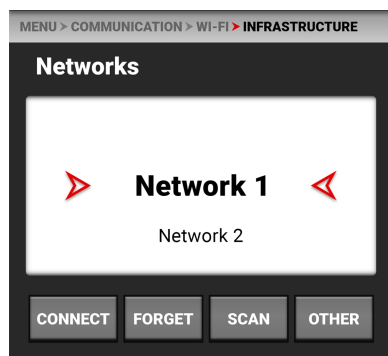 MENU > COMMUNICATION > WI-FI > INFRASTRUCTURE
Networks
Network 1
Network 2
CONNECT FORGET SCAN OTHER